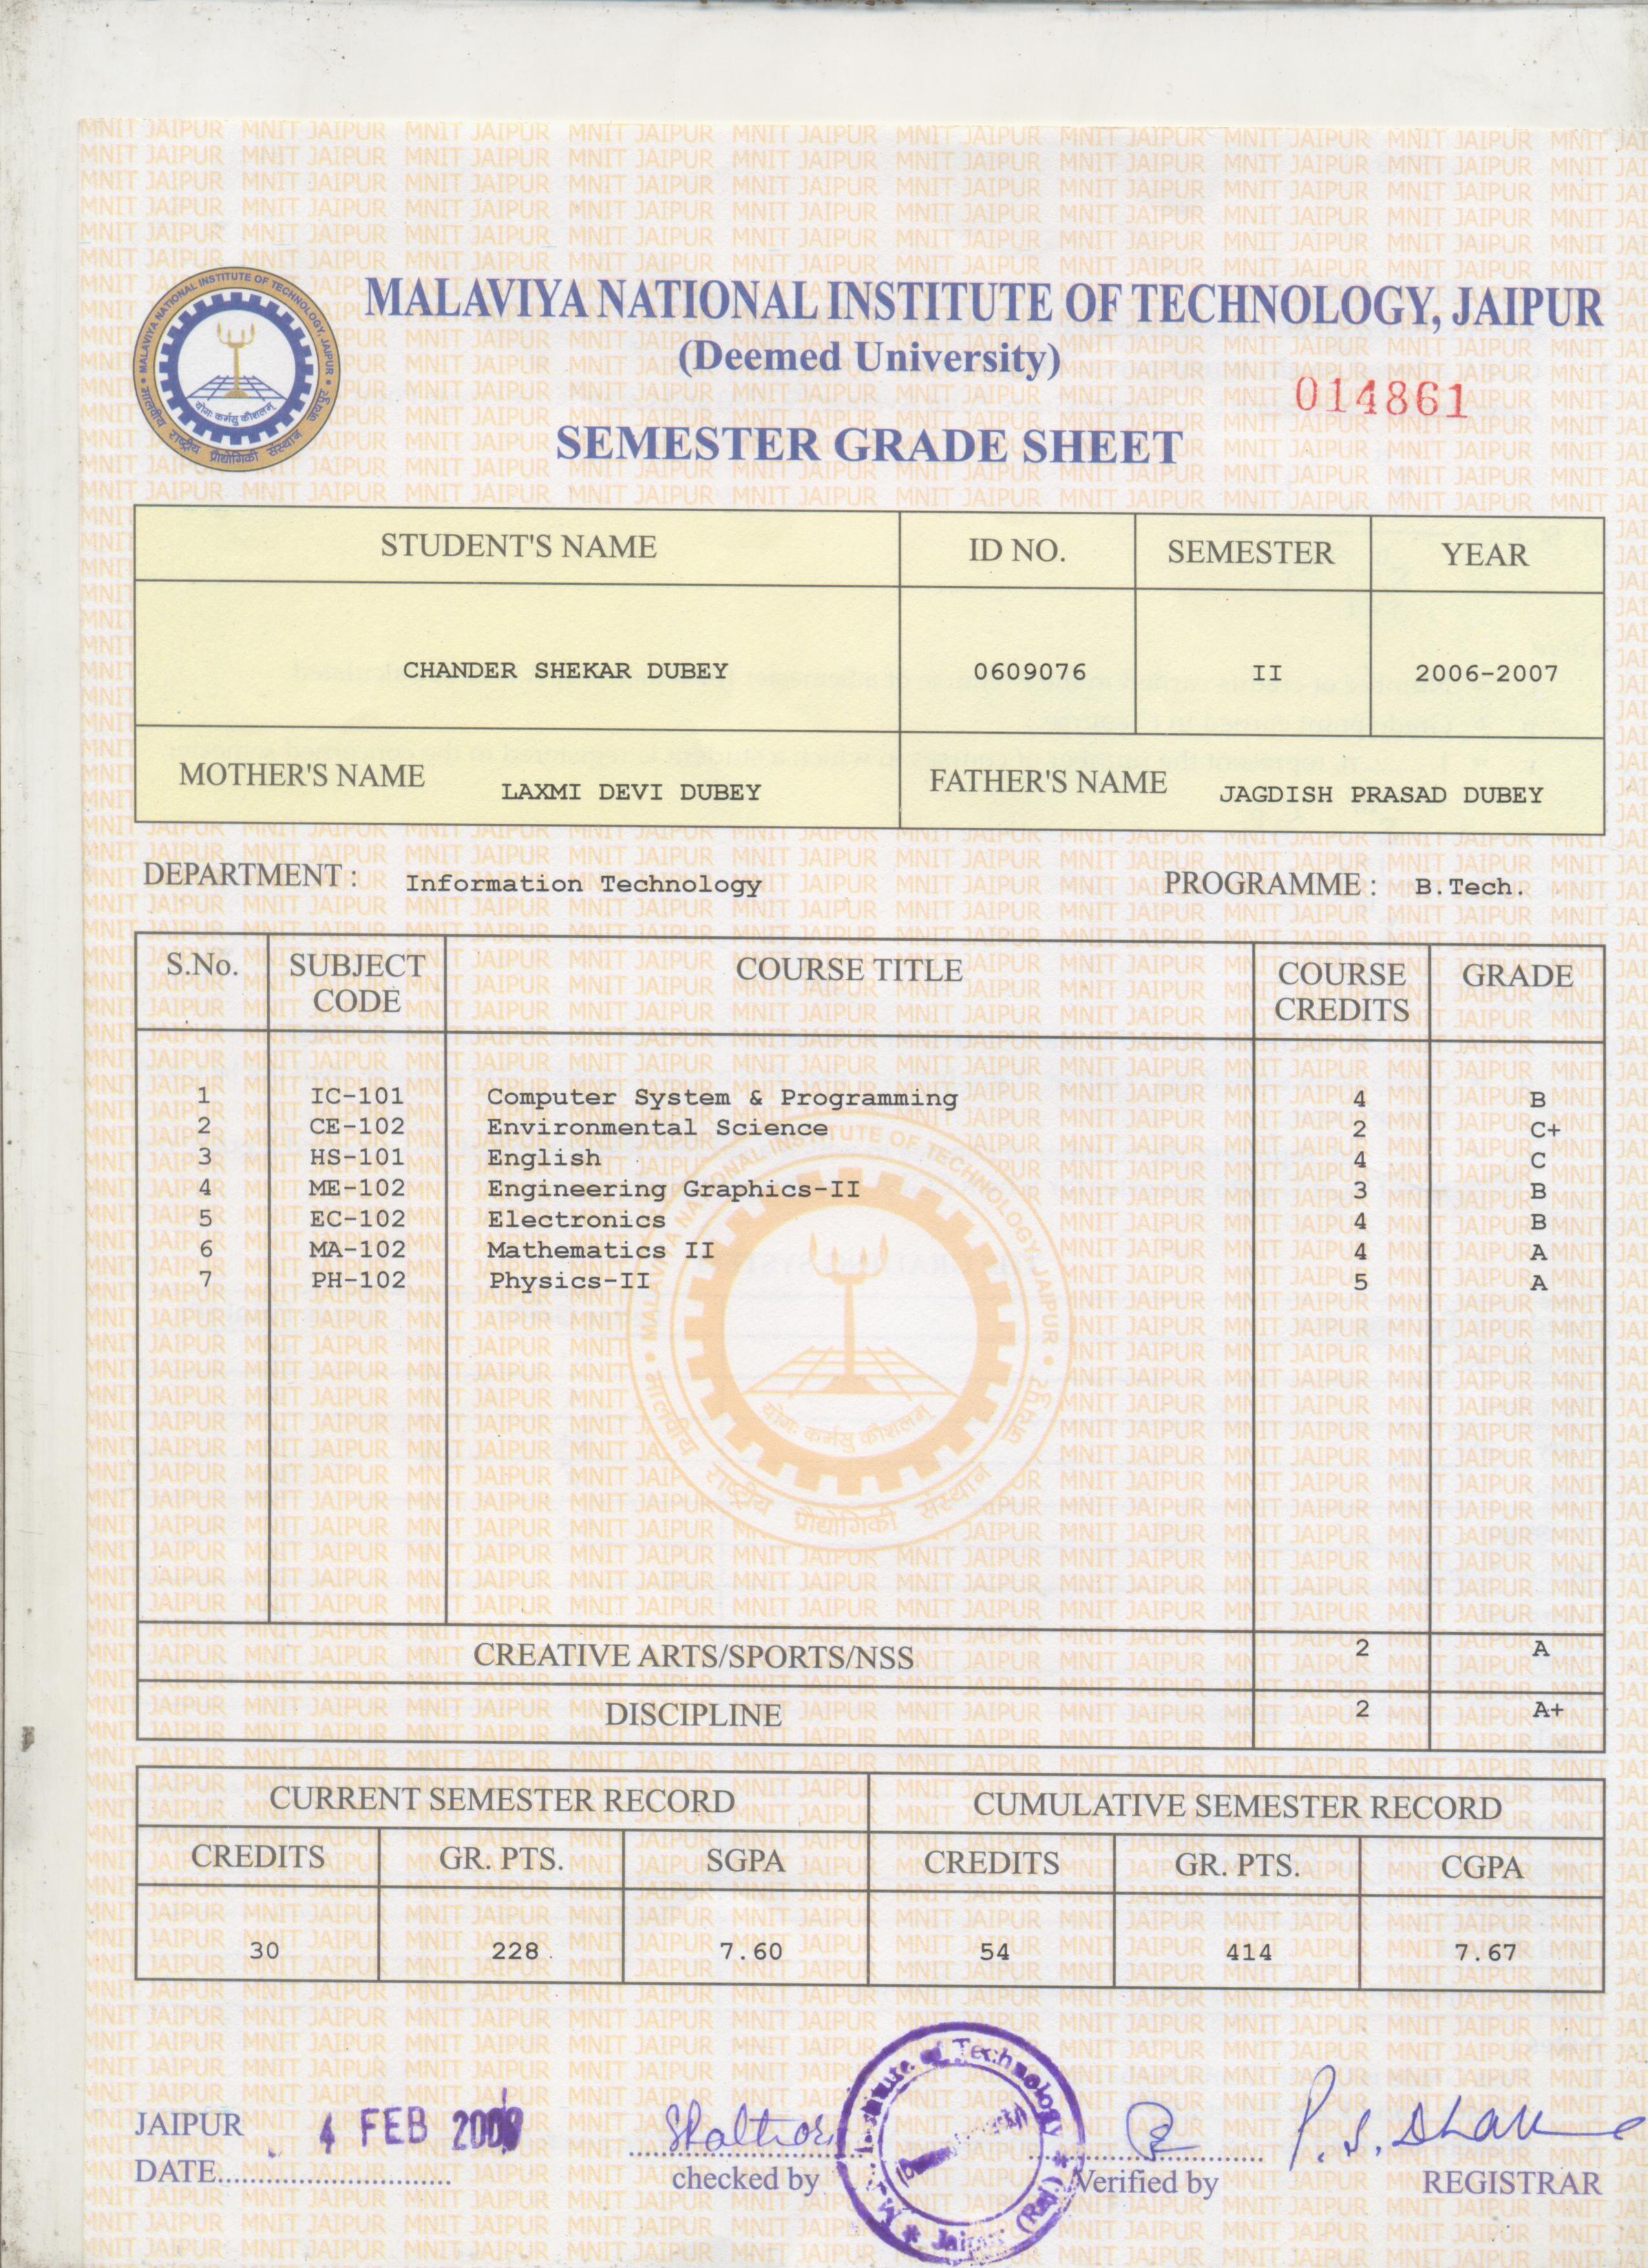 MALAVIYA NATIONAL INSTITUTE OF TECHNOLOGY, JAIPUR
(Deemed University)
014861
SEMESTER GRADE SHEET
मालवीय राष्ट्रीय प्रौद्योगिकी संस्थान जयपुर
योगः कर्मसु कौशलम्
STUDENT'S NAME ID NO. SEMESTER YEAR
CHANDER SHEKAR DUBEY 0609076 II 2006-2007
MOTHER'S NAME LAXMI DEVI DUBEY FATHER'S NAME JAGDISH PRASAD DUBEY
DEPARTMENT : Information Technology PROGRAMME : B.Tech.
S.No. SUBJECT CODE COURSE TITLE COURSE CREDITS GRADE
1 IC-101 Computer System & Programming 4 B
2 CE-102 Environmental Science 2 C+
3 HS-101 English 4 C
4 ME-102 Engineering Graphics-II 3 B
5 EC-102 Electronics 4 B
6 MA-102 Mathematics II 4 A
7 PH-102 Physics-II 5 A
CREATIVE ARTS/SPORTS/NSS 2 A
DISCIPLINE 2 A+
CURRENT SEMESTER RECORD CUMULATIVE SEMESTER RECORD
CREDITS GR. PTS. SGPA CREDITS GR. PTS. CGPA
30 228 7.60 54 414 7.67
JAIPUR 4 FEB
DATE
checked by
Verified by
REGISTRAR